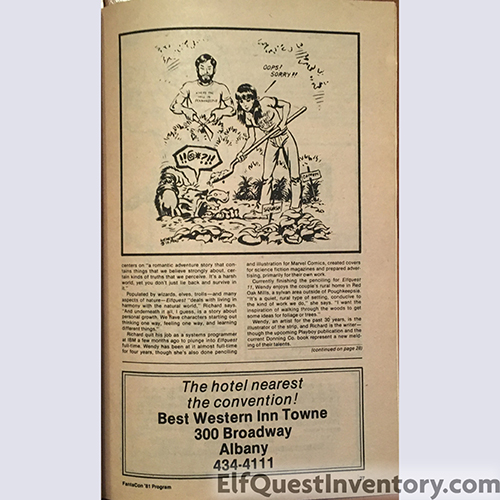 OOPS!
SORRY!!
!!@*?!!
centers on "a romantic adventure story that con-
tains things that we believe strongly about, cer-
tain kinds of truths that we perceive. It's a harsh
world, yet you don't just lie back and survive in
it."
Populated by wizards, elves, trolls—and many
aspects of nature—Elfquest "deals with living in
harmony with the natural world," Richard says.
"And underneath it all, I guess, is a story about
personal growth. We have characters starting out
thinking one way, feeling one way, and learning
different things."
Richard quit his job as a systems programmer
at IBM a few months ago to plunge into Elfquest
full-time. Wendy has been at it almost full-time
for four years, though she's also done pencilling
and illustration for Marvel Comics, created covers
for science fiction magazines and prepared adver-
tising, primarily for their own work.
Currently finishing the pencilling for Elfquest
11, Wendy enjoys the couple's rural home in Red
Oak Mills, a sylvan area outside of Poughkeepsie.
"It's a quiet, rural type of setting, conducive to the
kind of work we do," she says. "I want the
inspiration of walking through the woods to get
some ideas for foliage or trees."
Wendy, an artist for the past 30 years, is the
illustrator of the strip, and Richard is the writer—
though the upcoming Playboy publication and the
current Donning Co. book represent a new meld-
ing of their talents.
(continued on page 28)
The hotel nearest
the convention!
Best Western Inn Towne
300 Broadway
Albany
434-4111
FantaCon '81 Program
ElfQuestInventory.com